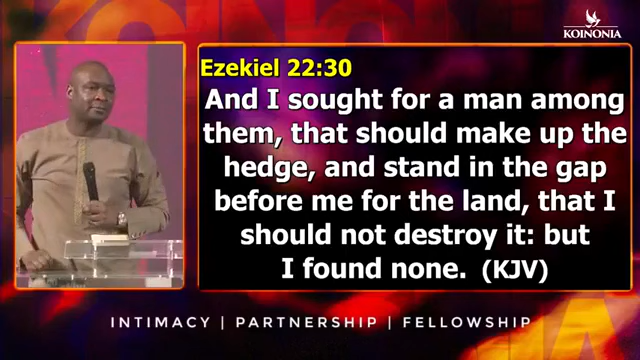 KOINONIA
Ezekiel 22:30
And I sought for a man among
them, that should make up the
hedge, and stand in the gap
before me for the land, that I
should not destroy it: but
I found none. (KJV)
INTIMACY | PARTNERSHIP | FELLOWSHIP